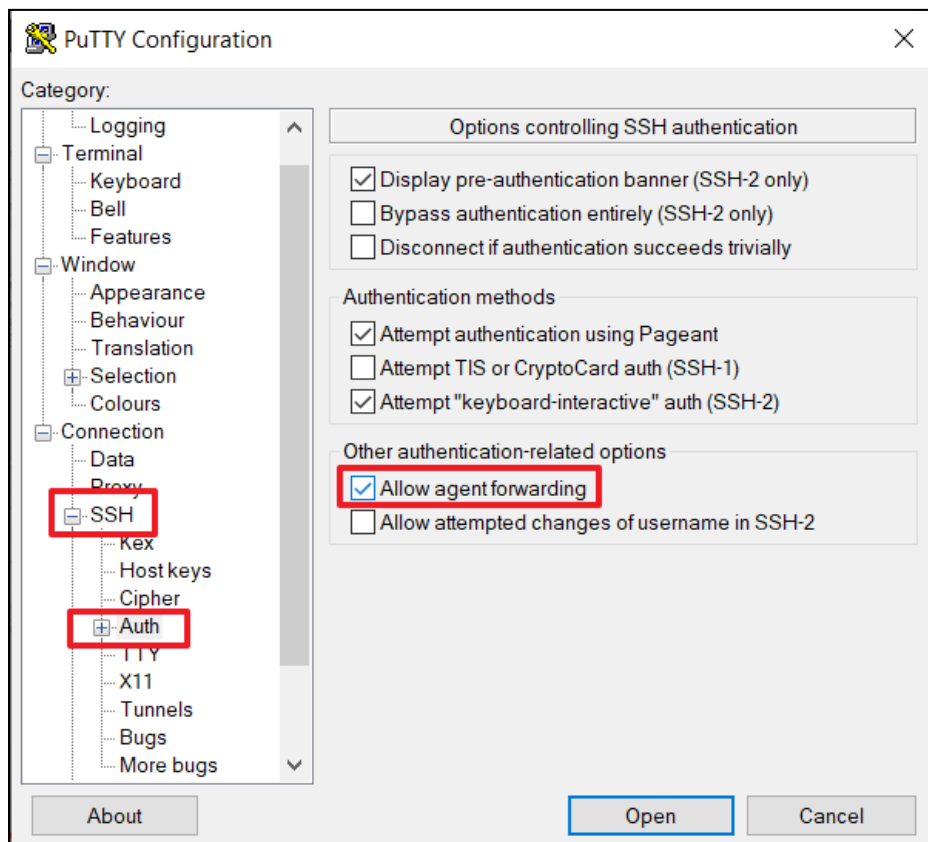 PuTTY Configuration
Category:
Logging
Terminal
Keyboard
Bell
Features
Window
Appearance
Behaviour
Translation
Selection
Colours
Connection
Data
Proxy
SSH
Kex
Host keys
Cipher
Auth
TTY
X11
Tunnels
Bugs
More bugs
Options controlling SSH authentication
Display pre-authentication banner (SSH-2 only)
Bypass authentication entirely (SSH-2 only)
Disconnect if authentication succeeds trivially
Authentication methods
Attempt authentication using Pageant
Attempt TIS or CryptoCard auth (SSH-1)
Attempt "keyboard-interactive" auth (SSH-2)
Other authentication-related options
Allow agent forwarding
Allow attempted changes of username in SSH-2
About
Open
Cancel